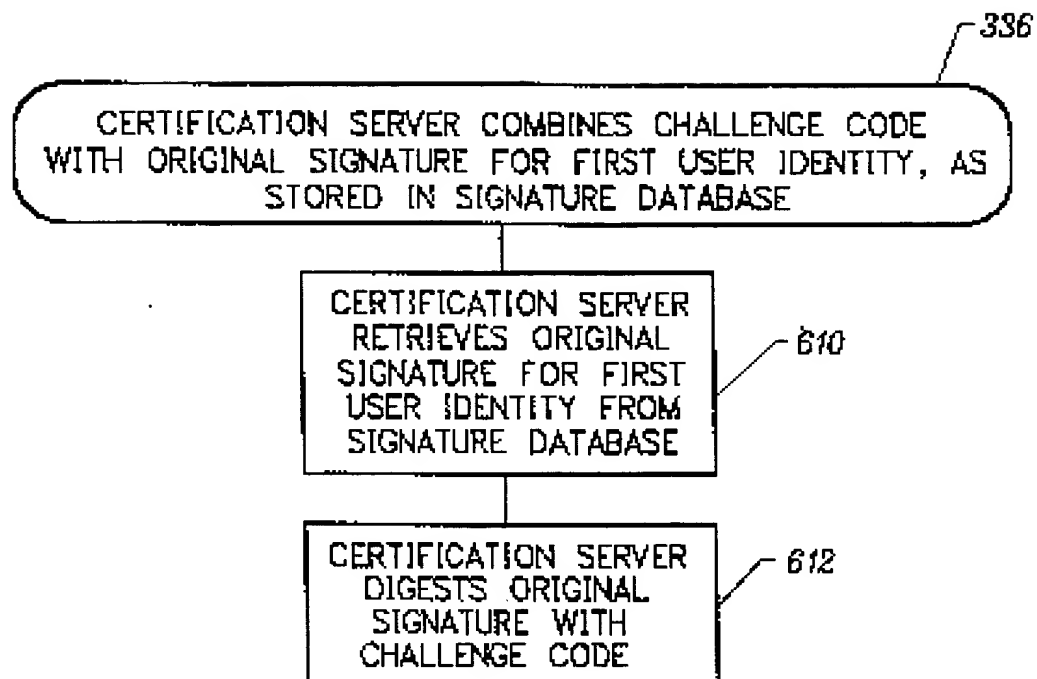 336
CERTIFICATION SERVER COMBINES CHALLENGE CODE
WITH ORIGINAL SIGNATURE FOR FIRST USER IDENTITY, AS
STORED IN SIGNATURE DATABASE
CERTIFICATION SERVER
RETRIEVES ORIGINAL
SIGNATURE FOR FIRST
USER IDENTITY FROM
SIGNATURE DATABASE
610
CERTIFICATION SERVER
DIGESTS ORIGINAL
SIGNATURE WITH
CHALLENGE CODE
612